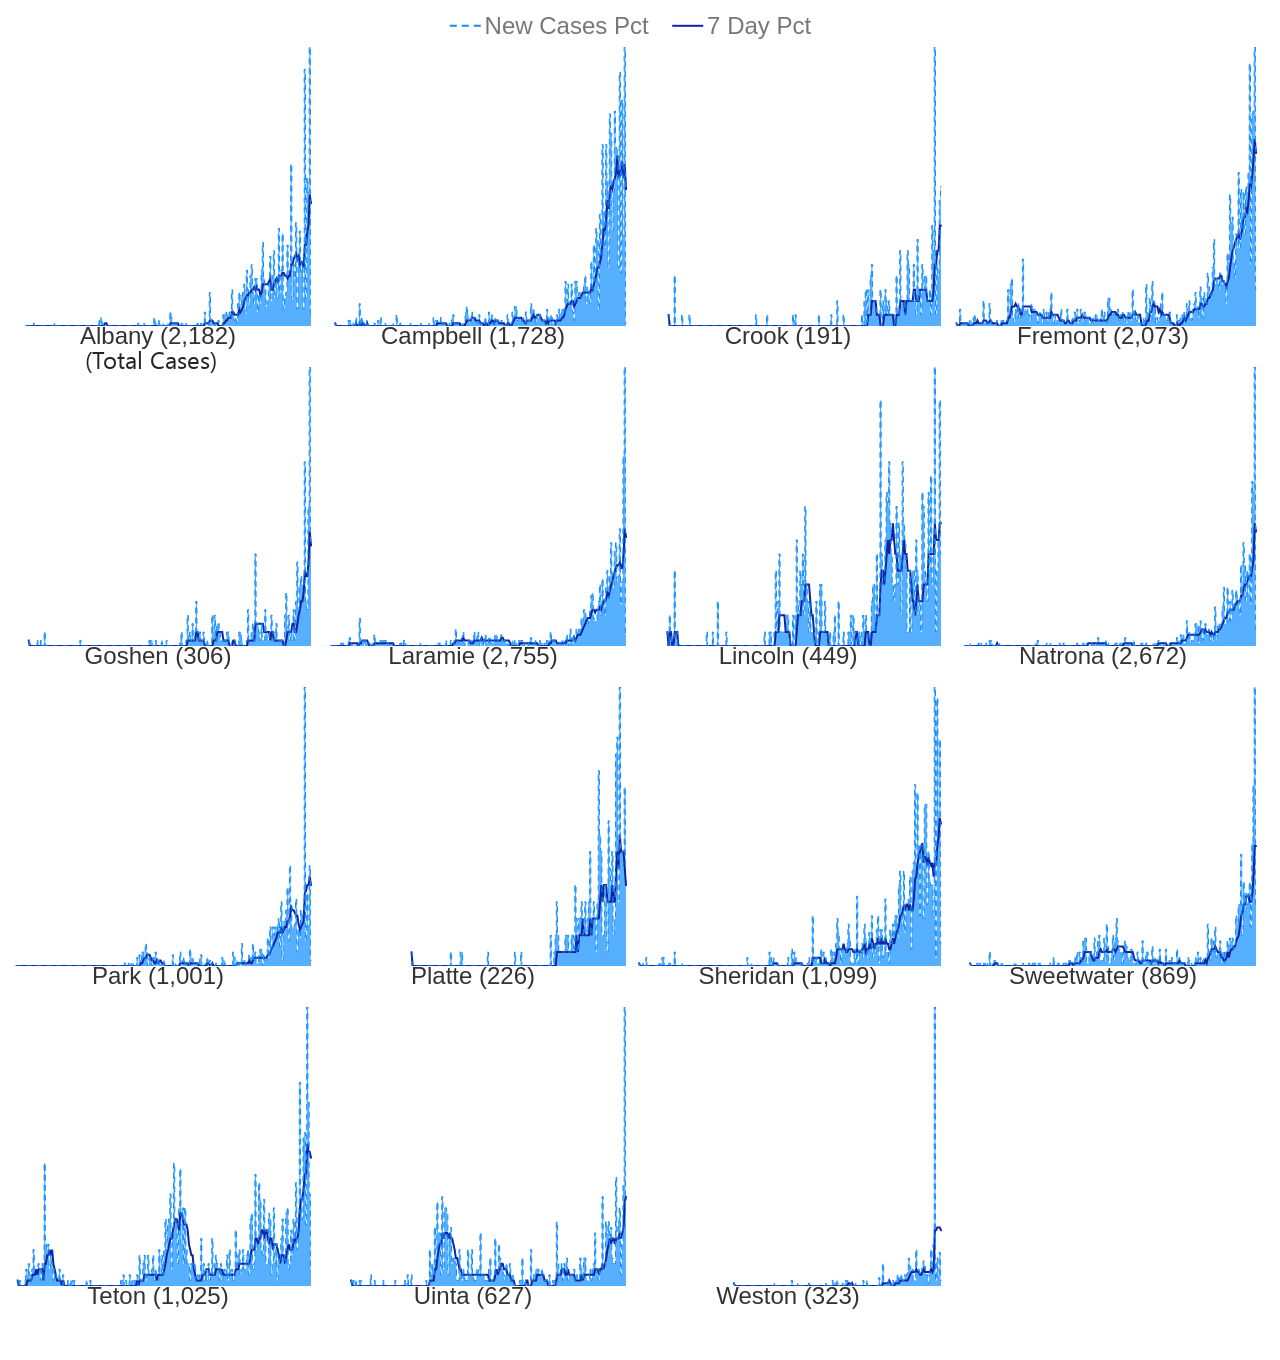 New Cases Pct 7 Day Pct
Albany (2,182) Campbell (1,728) Crook (191) Fremont (2,073)
(Total Cases)
Goshen (306) Laramie (2,755) Lincoln (449) Natrona (2,672)
Park (1,001) Platte (226) Sheridan (1,099) Sweetwater (869)
Teton (1,025) Uinta (627) Weston (323)